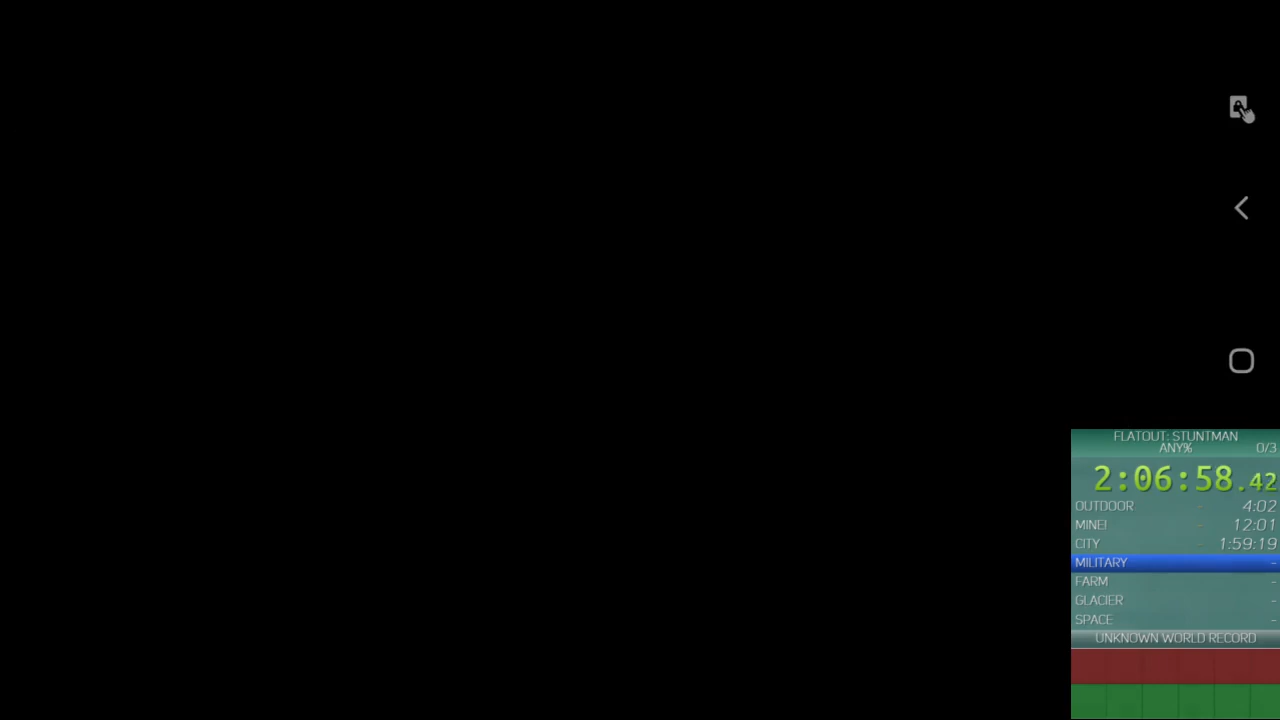 FLATOUT: STUNTMAN
ANY% 0/3
2:06:58.42
OUTDOOR - 4:02
MINEI - 12:01
CITY - 1:59:19
MILITARY -
FARM -
GLACIER -
SPACE -
UNKNOWN WORLD RECORD